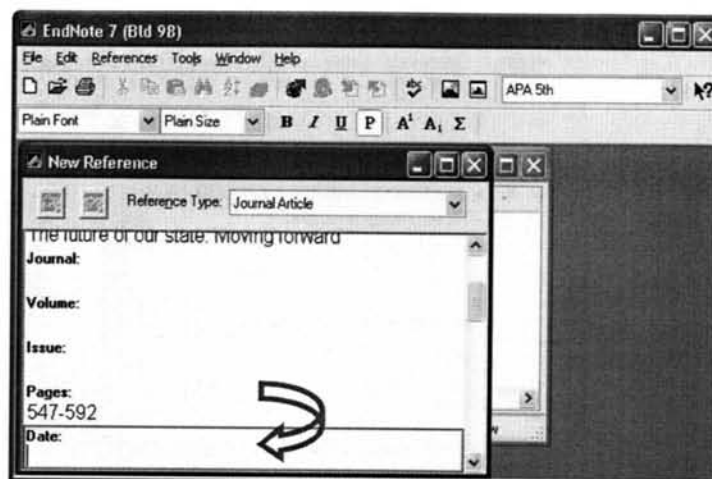 EndNote 7 (Bld 98)
File Edit References Tools Window Help
APA 5th
Plain Font Plain Size B I U P A¹ A₁ Σ
New Reference
Reference Type: Journal Article
The future of our state: Moving forward
Journal:
Volume:
Issue:
Pages:
547-592
Date: